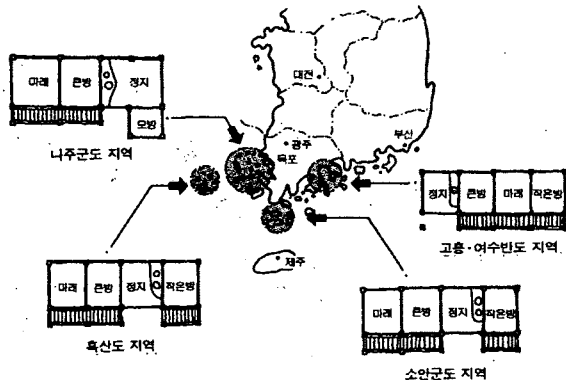 마래 큰방 정지
모방
나주군도 지역
대전
광주
목포
부산
정지 큰방 마래 작은방
고흥·여수반도 지역
제주
마래 큰방 정지 작은방
흑산도 지역
마래 큰방 정지 작은방
소안군도 지역